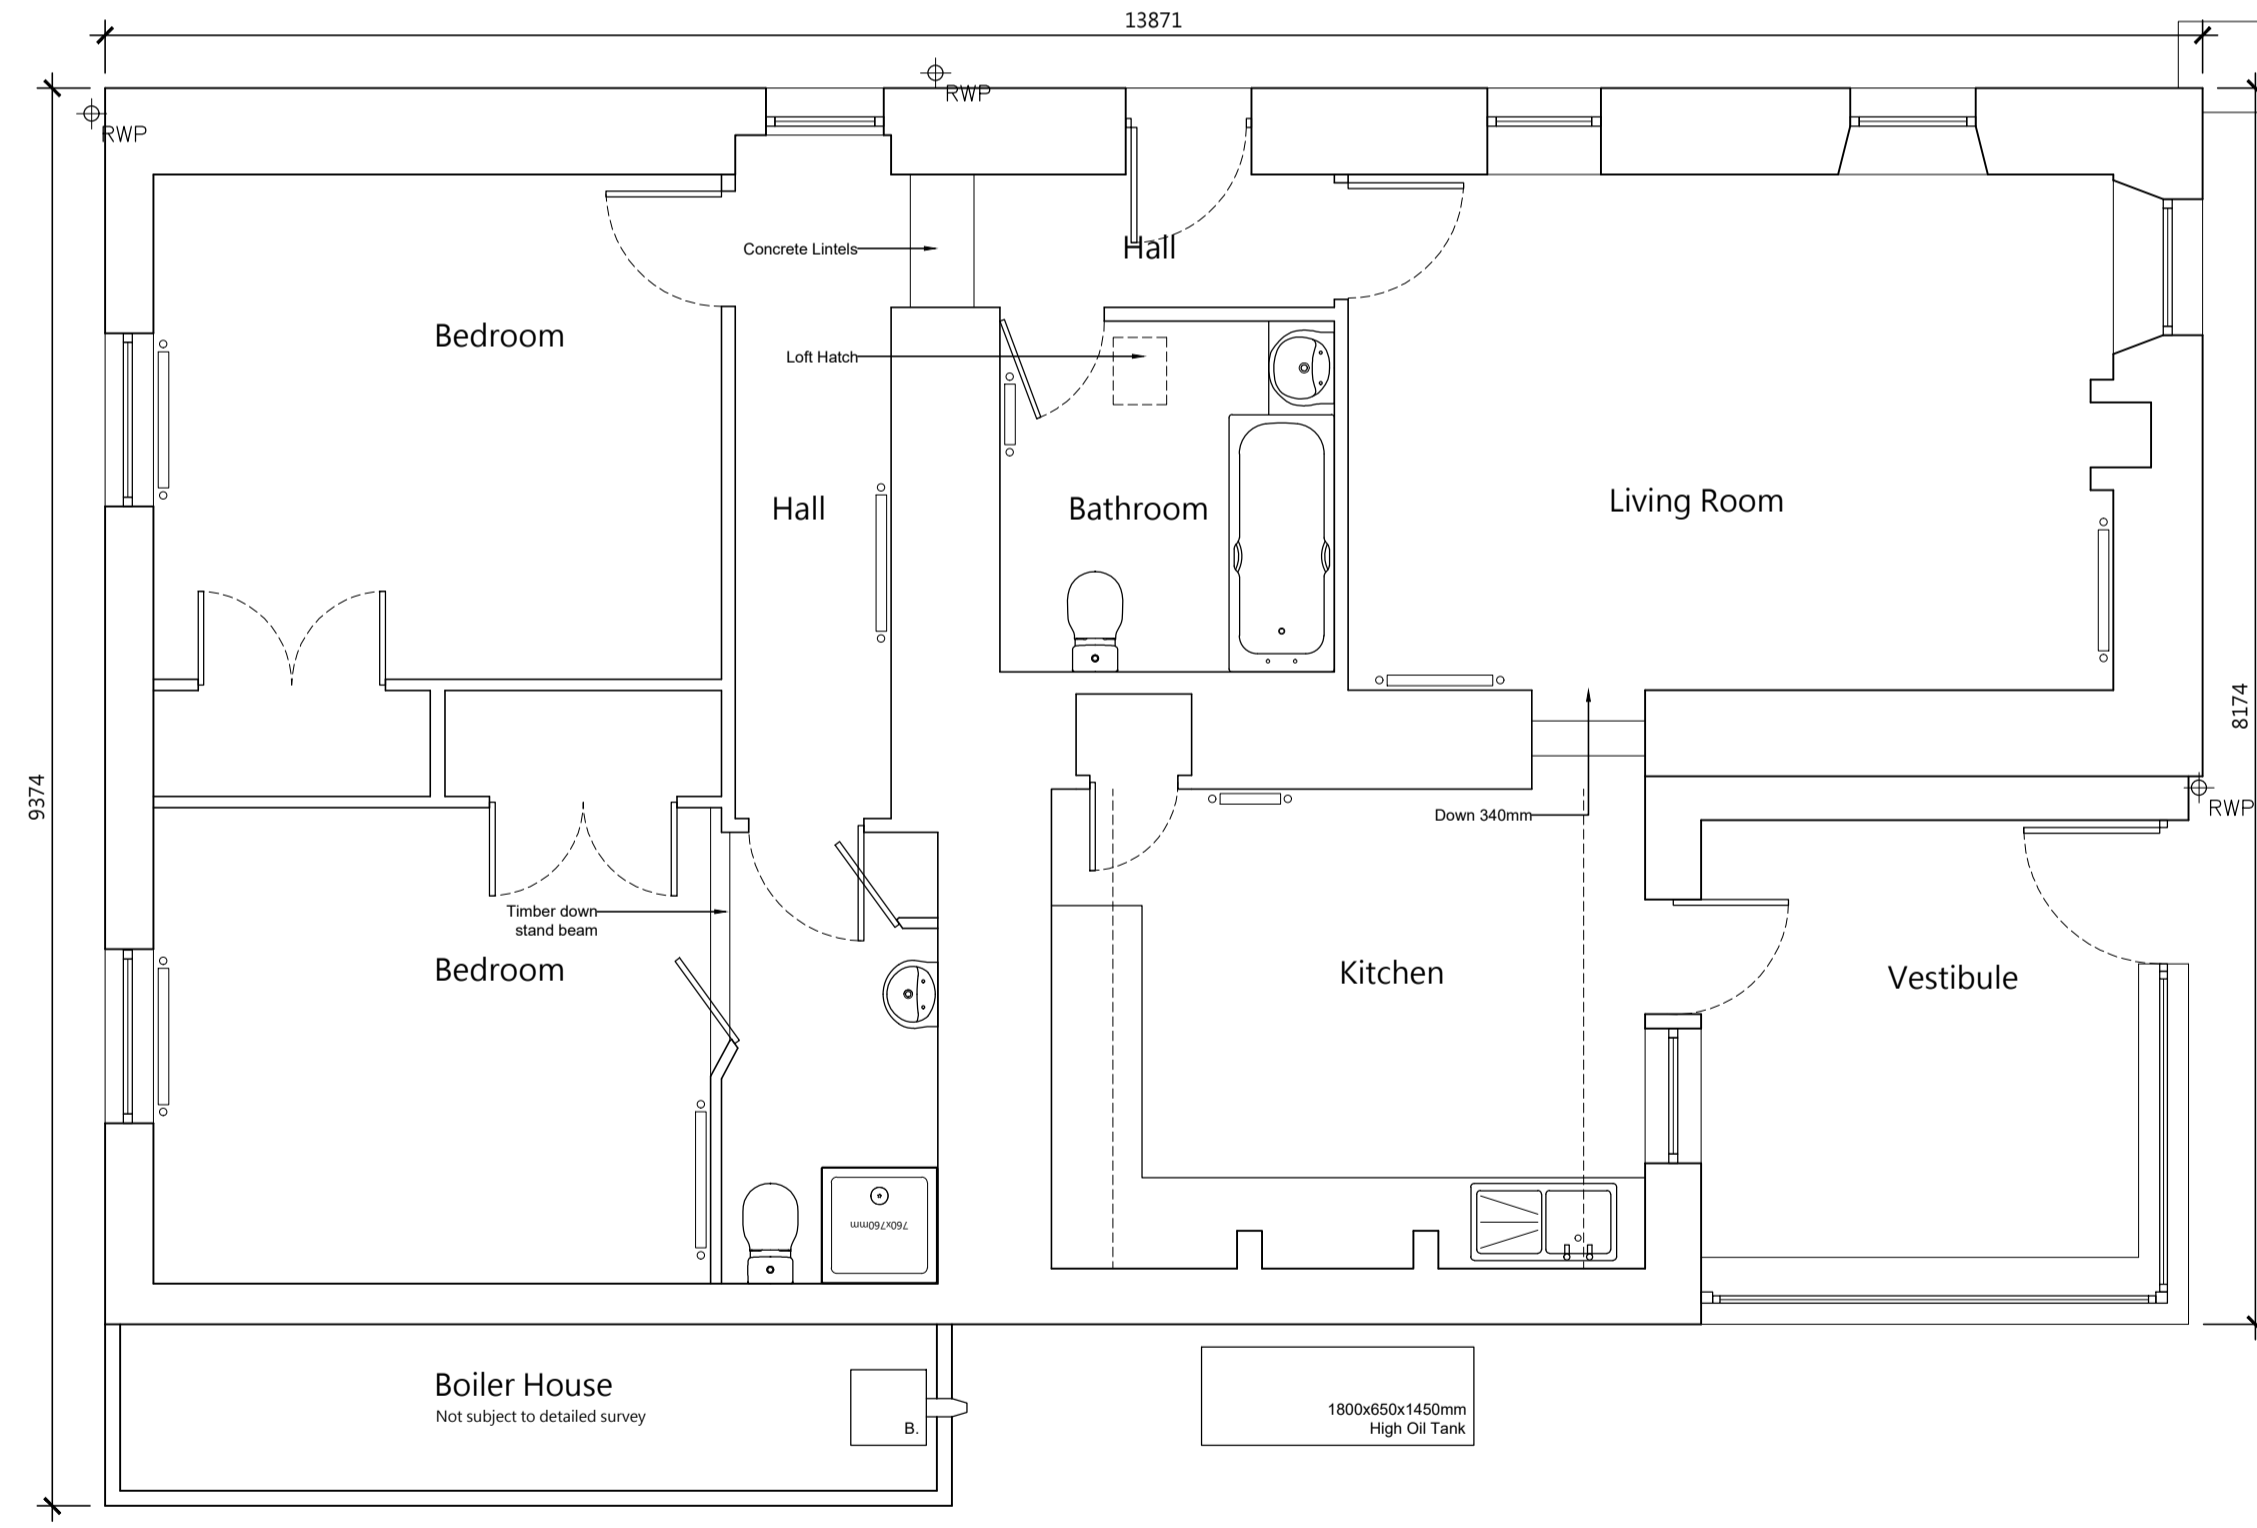 13871
RWP
RWP
Concrete Lintels
Hall
Bedroom
Loft Hatch
Hall
Bathroom
Living Room
8174
9374
Down 340mm
RWP
Timber down
stand beam
Bedroom
Kitchen
Vestibule
760x760mm
Boiler House
Not subject to detailed survey
B.
1800x650x1450mm
High Oil Tank